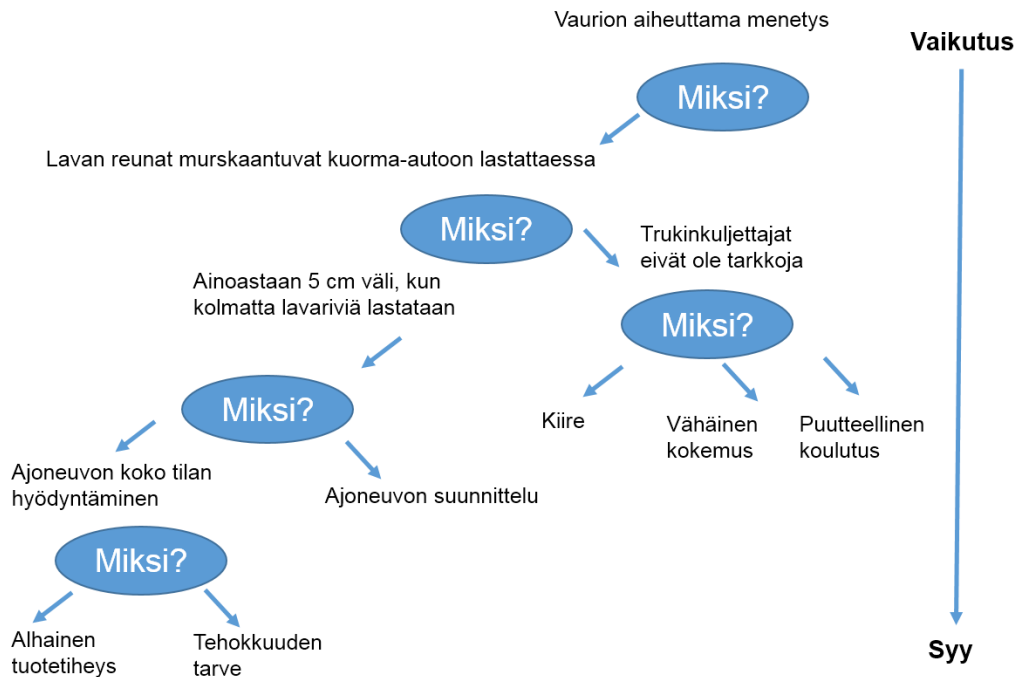 Vaurion aiheuttama menetys
Vaikutus
Miksi?
Lavan reunat murskaantuvat kuorma-autoon lastattaessa
Miksi?
Trukinkuljettajat
eivät ole tarkkoja
Ainoastaan 5 cm väli, kun
kolmatta lavariviä lastataan
Miksi?
Miksi?
Kiire
Vähäinen
kokemus
Puutteellinen
koulutus
Ajoneuvon koko tilan
hyödyntäminen
Ajoneuvon suunnittelu
Miksi?
Alhainen
tuotetiheys
Tehokkuuden
tarve
Syy